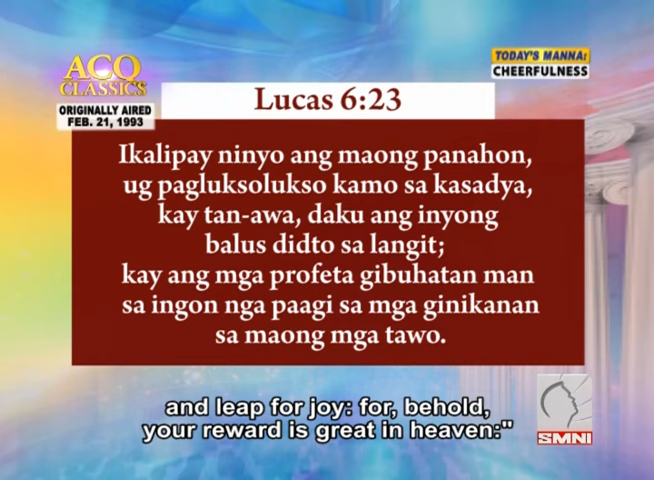 ACQ
CLASSICS
ORIGINALLY AIRED
FEB. 21, 1993
TODAY'S MANNA:
CHEERFULNESS
Lucas 6:23
Ikalipay ninyo ang maong panahon,
ug pagluksolukso kamo sa kasadya,
kay tan-awa, daku ang inyong
balus didto sa langit;
kay ang mga profeta gibuhatan man
sa ingon nga paagi sa mga ginikanan
sa maong mga tawo.
and leap for joy: for, behold,
your reward is great in heaven:"
SMNI